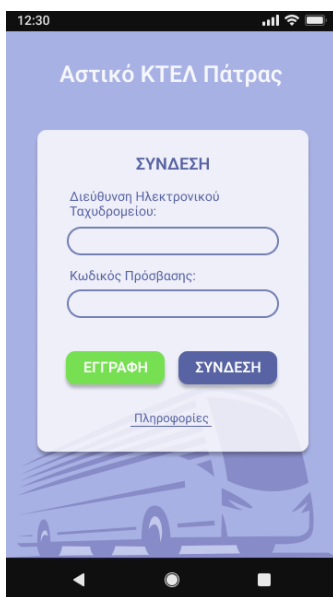 12:30
Αστικό ΚΤΕΛ Πάτρας
ΣΥΝΔΕΣΗ
Διεύθυνση Ηλεκτρονικού
Ταχυδρομείου:
Κωδικός Πρόσβασης:
ΕΓΓΡΑΦΗ ΣΥΝΔΕΣΗ
Πληροφορίες